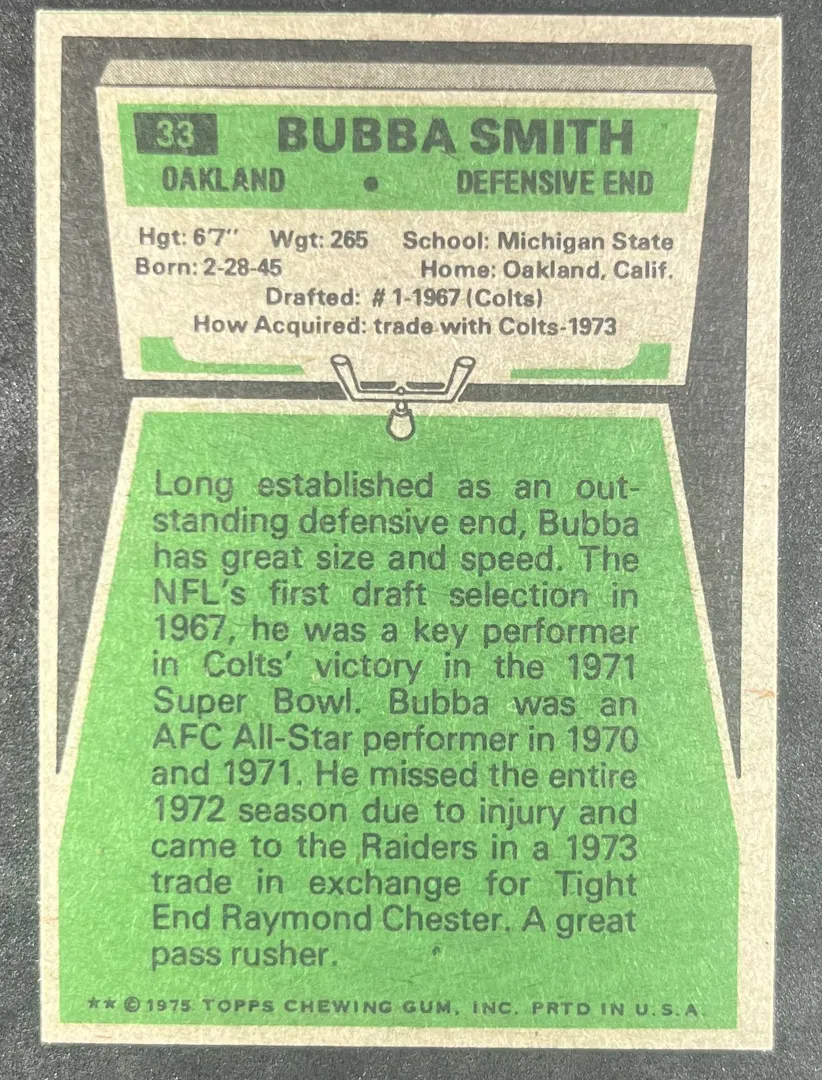 33 BUBBA SMITH
OAKLAND • DEFENSIVE END
Hgt: 6'7" Wgt: 265 School: Michigan State
Born: 2-28-45 Home: Oakland, Calif.
Drafted: #1-1967 (Colts)
How Acquired: trade with Colts-1973
Long established as an out-
standing defensive end, Bubba
has great size and speed. The
NFL's first draft selection in
1967, he was a key performer
in Colts' victory in the 1971
Super Bowl. Bubba was an
AFC All-Star performer in 1970
and 1971. He missed the entire
1972 season due to injury and
came to the Raiders in a 1973
trade in exchange for Tight
End Raymond Chester. A great
pass rusher.
** © 1975 TOPPS CHEWING GUM, INC. PRTD IN U.S.A.